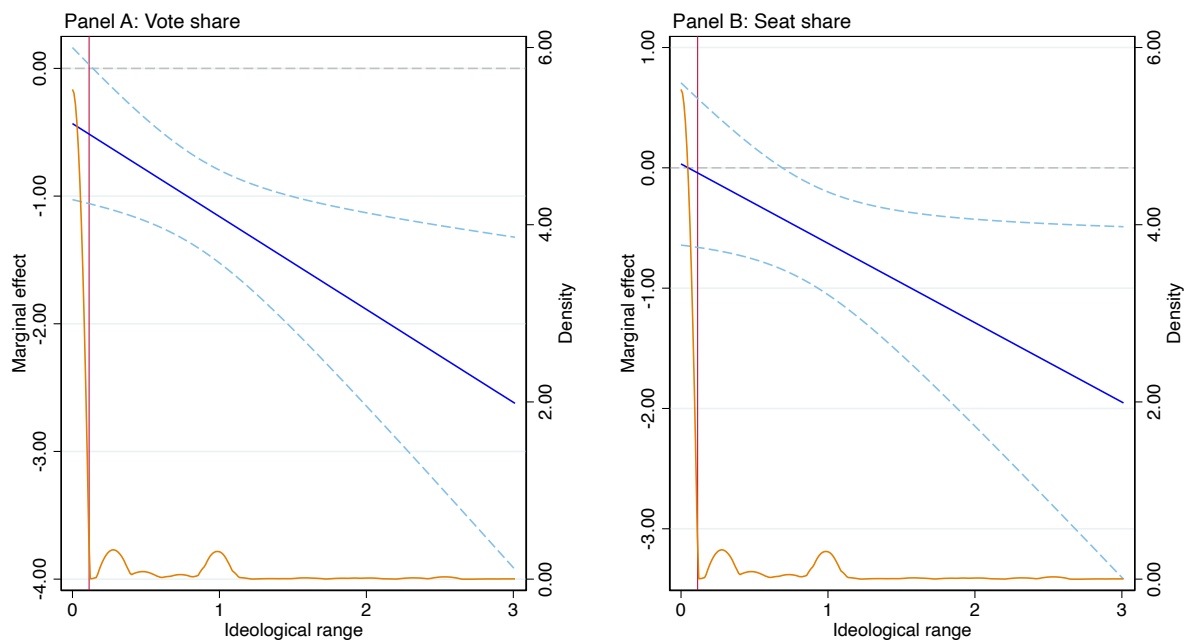 Panel A: Vote share
0.00
-1.00
-2.00
-3.00
-4.00
Marginal effect
6.00
4.00
2.00
0.00
Density
0 1 2 3
Ideological range
Panel B: Seat share
1.00
0.00
-1.00
-2.00
-3.00
Marginal effect
6.00
4.00
2.00
0.00
Density
0 1 2 3
Ideological range